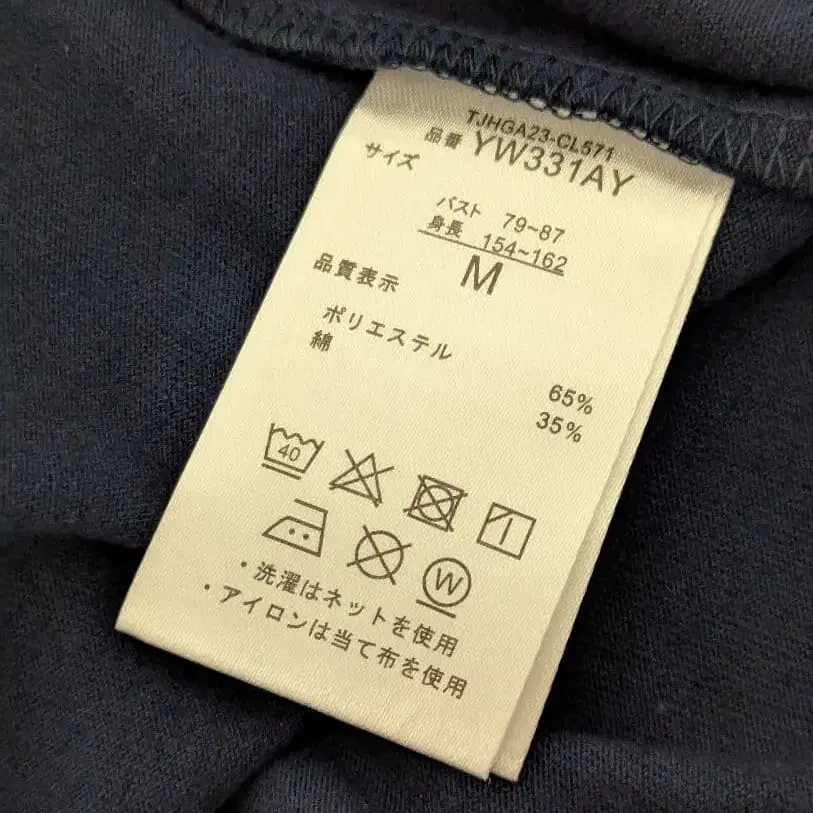 TJHGA23-CL571
品番 YW331AY
サイズ
バスト 79~87
身長 154~162
M
品質表示
ポリエステル 65%
綿 35%
40
W
・洗濯はネットを使用
・アイロンは当て布を使用